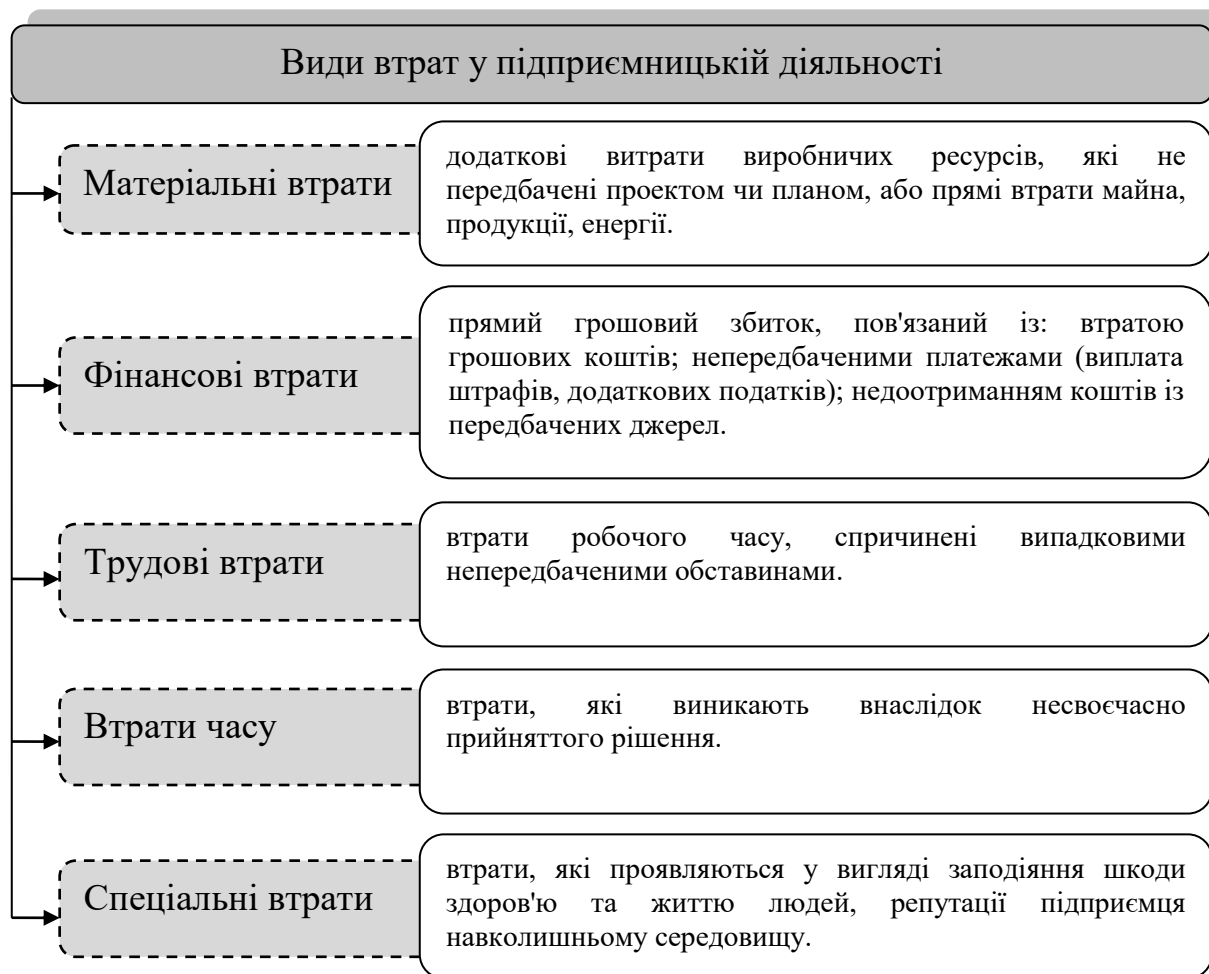 Види втрат у підприємницькій діяльності
Матеріальні втрати
додаткові витрати виробничих ресурсів, які не
передбачені проектом чи планом, або прямі втрати майна,
продукції, енергії.
Фінансові втрати
прямий грошовий збиток, пов'язаний із: втратою
грошових коштів; непередбаченими платежами (виплата
штрафів, додаткових податків); недоотриманням коштів із
передбачених джерел.
Трудові втрати
втрати робочого часу, спричинені випадковими
непередбаченими обставинами.
Втрати часу
втрати, які виникають внаслідок несвоєчасно
прийняттого рішення.
Спеціальні втрати
втрати, які проявляються у вигляді заподіяння шкоди
здоров'ю та життю людей, репутації підприємця
навколишньому середовищу.